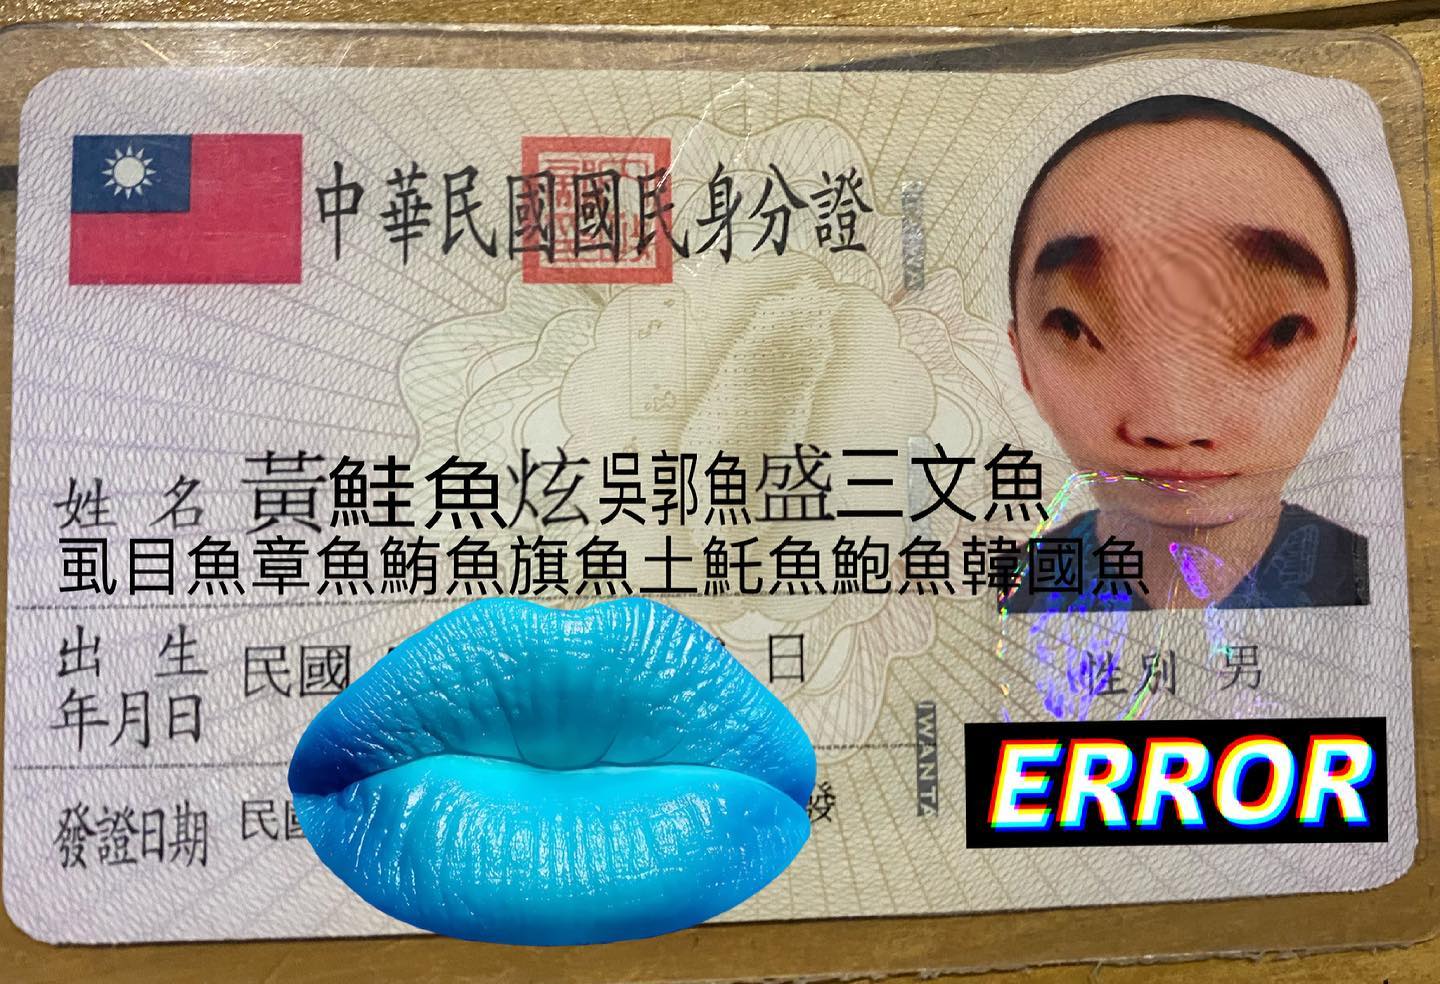 中華民國國民身分證
姓名 黃鮭魚炫吳郭魚盛三文魚
虱目魚章魚鮪魚旗魚土魠魚鮑魚韓國魚
出生
年月日 民國 日
性別 男
發證日期 民國 發
ERROR
TAIWAN